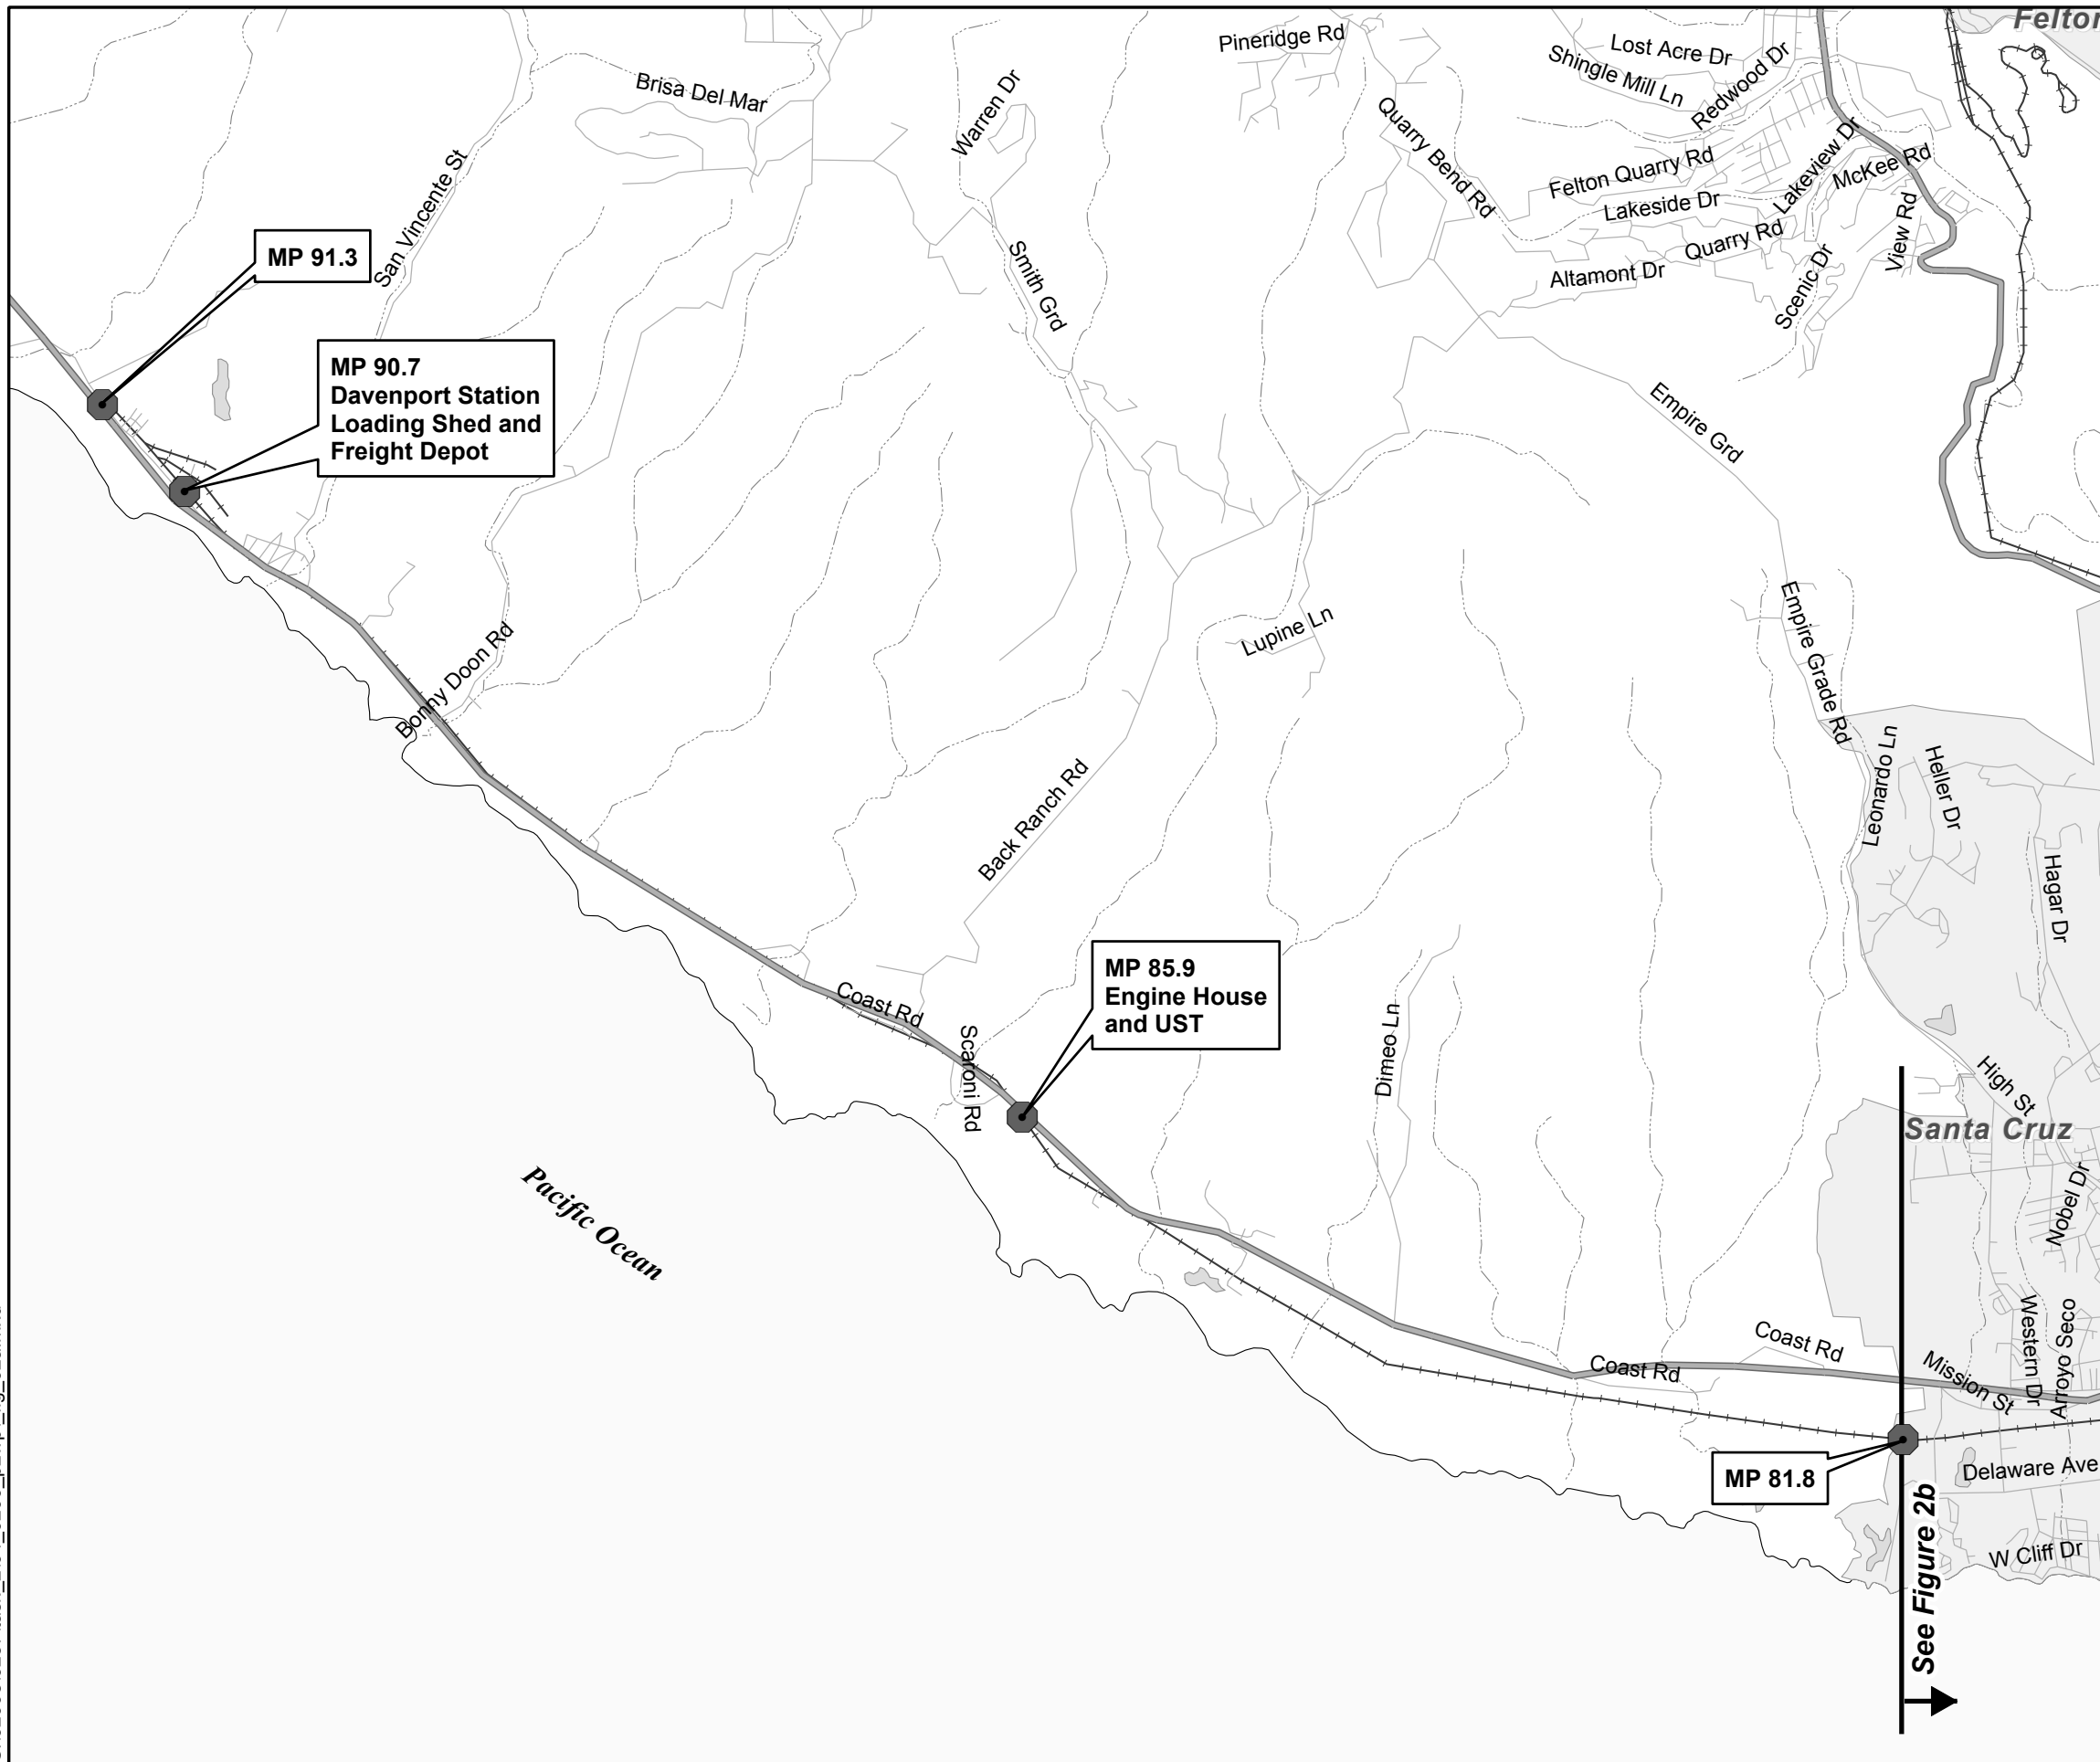 Felton
Pineridge Rd
Lost Acre Dr
Shingle Mill Ln
Redwood Dr
Brisa Del Mar
Warren Dr
Quarry Bend Rd
Felton Quarry Rd
Lakeview Dr
McKee Rd
Lakeside Dr
San Vincente St
Quarry Rd
View Rd
Altamont Dr
Scenic Dr
Smith Grd
MP 91.3
MP 90.7
Davenport Station
Loading Shed and
Freight Depot
Empire Grd
Bonny Doon Rd
Lupine Ln
Empire Grade Rd
Leonardo Ln
Heller Dr
Back Ranch Rd
Hagar Dr
MP 85.9
Engine House
and UST
Coast Rd
Scaroni Rd
Dimeo Ln
High St
Santa Cruz
Nobel Dr
Pacific Ocean
Western Dr
Arroyo Seco
Coast Rd
Coast Rd
Mission St
MP 81.8
Delaware Ave
W Cliff Dr
See Figure 2b